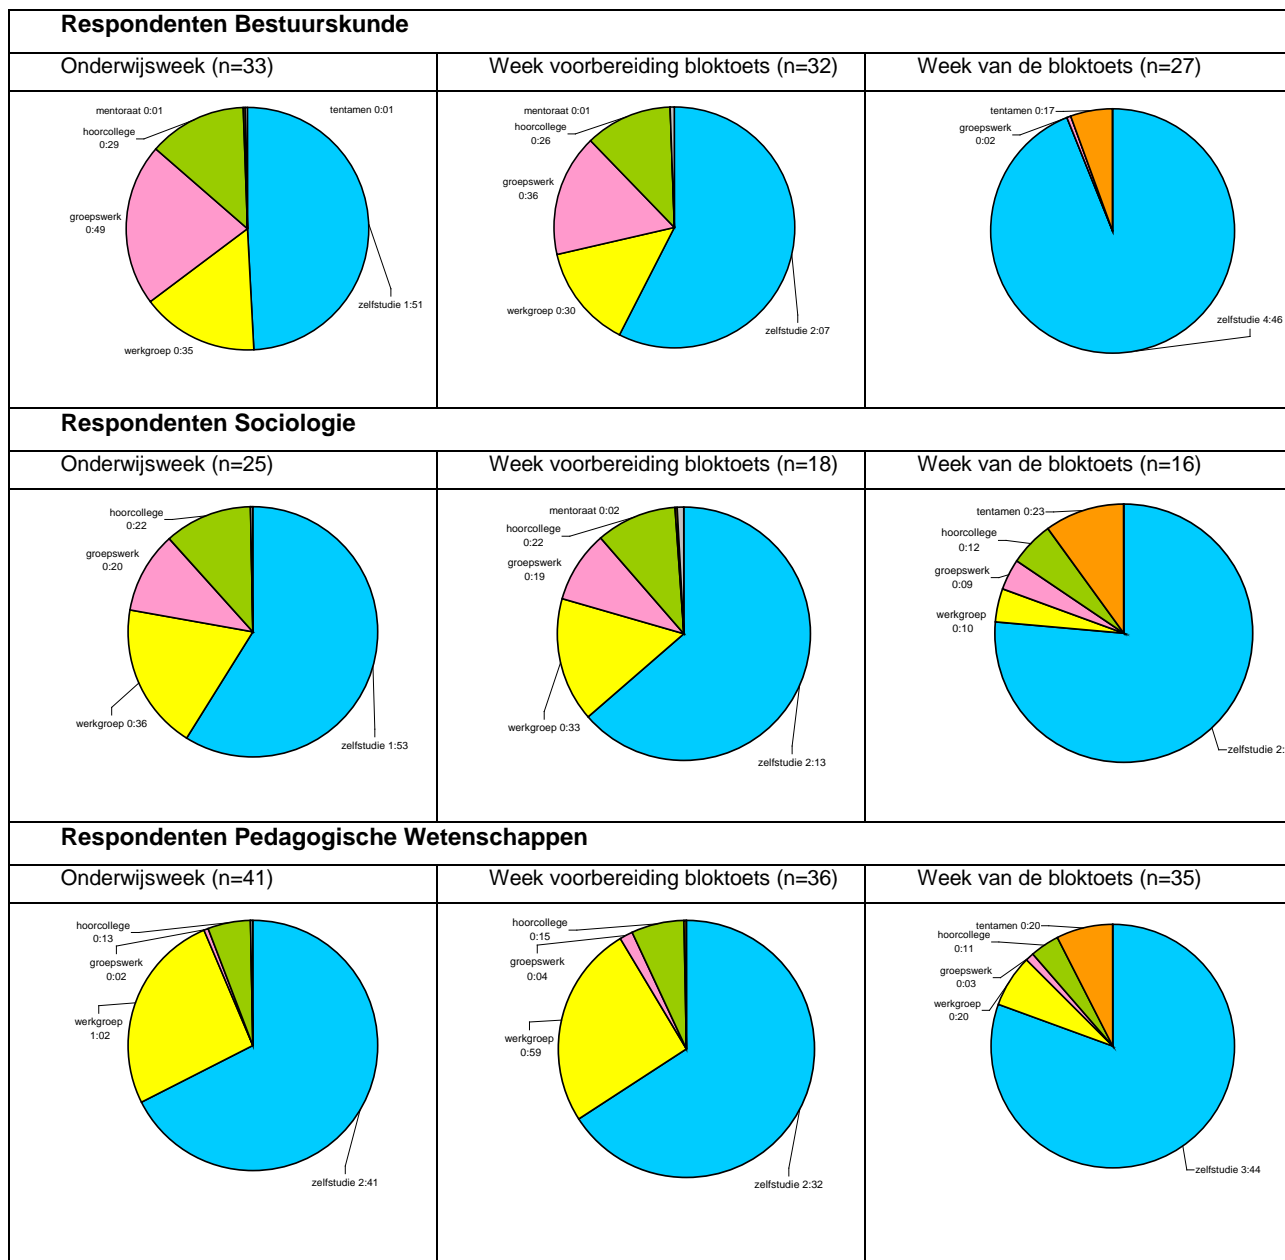 Respondenten Bestuurskunde
Onderwijsweek (n=33)
Week voorbereiding bloktoets (n=32)
Week van de bloktoets (n=27)
mentoraat 0:01
tentamen 0:01
hoorcollege
0:29
groepswerk
0:49
zelfstudie 1:51
werkgroep 0:35
mentoraat 0:01
hoorcollege
0:26
groepswerk
0:36
werkgroep 0:30
zelfstudie 2:07
tentamen 0:17
groepswerk
0:02
zelfstudie 4:46
Respondenten Sociologie
Onderwijsweek (n=25)
Week voorbereiding bloktoets (n=18)
Week van de bloktoets (n=16)
hoorcollege
0:22
groepswerk
0:20
werkgroep 0:36
zelfstudie 1:53
mentoraat 0:02
hoorcollege
0:22
groepswerk
0:19
werkgroep 0:33
zelfstudie 2:13
tentamen 0:23
hoorcollege
0:12
groepswerk
0:09
werkgroep
0:10
zelfstudie 2:
Respondenten Pedagogische Wetenschappen
Onderwijsweek (n=41)
Week voorbereiding bloktoets (n=36)
Week van de bloktoets (n=35)
hoorcollege
0:13
groepswerk
0:02
werkgroep
1:02
zelfstudie 2:41
hoorcollege
0:15
groepswerk
0:04
werkgroep
0:59
zelfstudie 2:32
tentamen 0:20
hoorcollege
0:11
groepswerk
0:03
werkgroep
0:20
zelfstudie 3:44